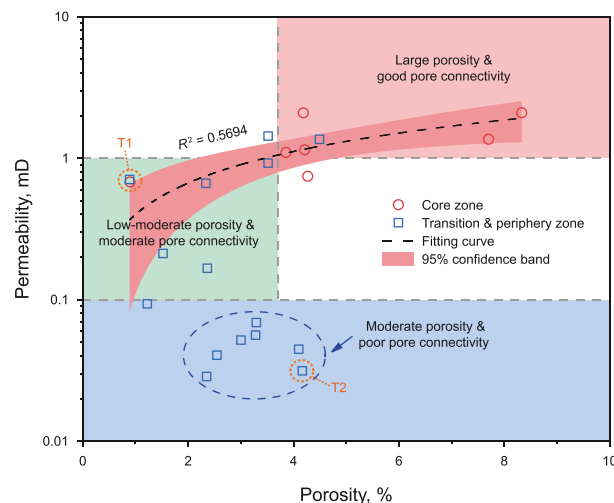 10
Large porosity &
good pore connectivity
R² = 0.5694
T1
1
Core zone
Transition & periphery zone
Fitting curve
95% confidence band
Low-moderate porosity &
moderate pore connectivity
0.1
Moderate porosity &
poor pore connectivity
T2
0.01
0 2 4 6 8 10
Permeability, mD
Porosity, %